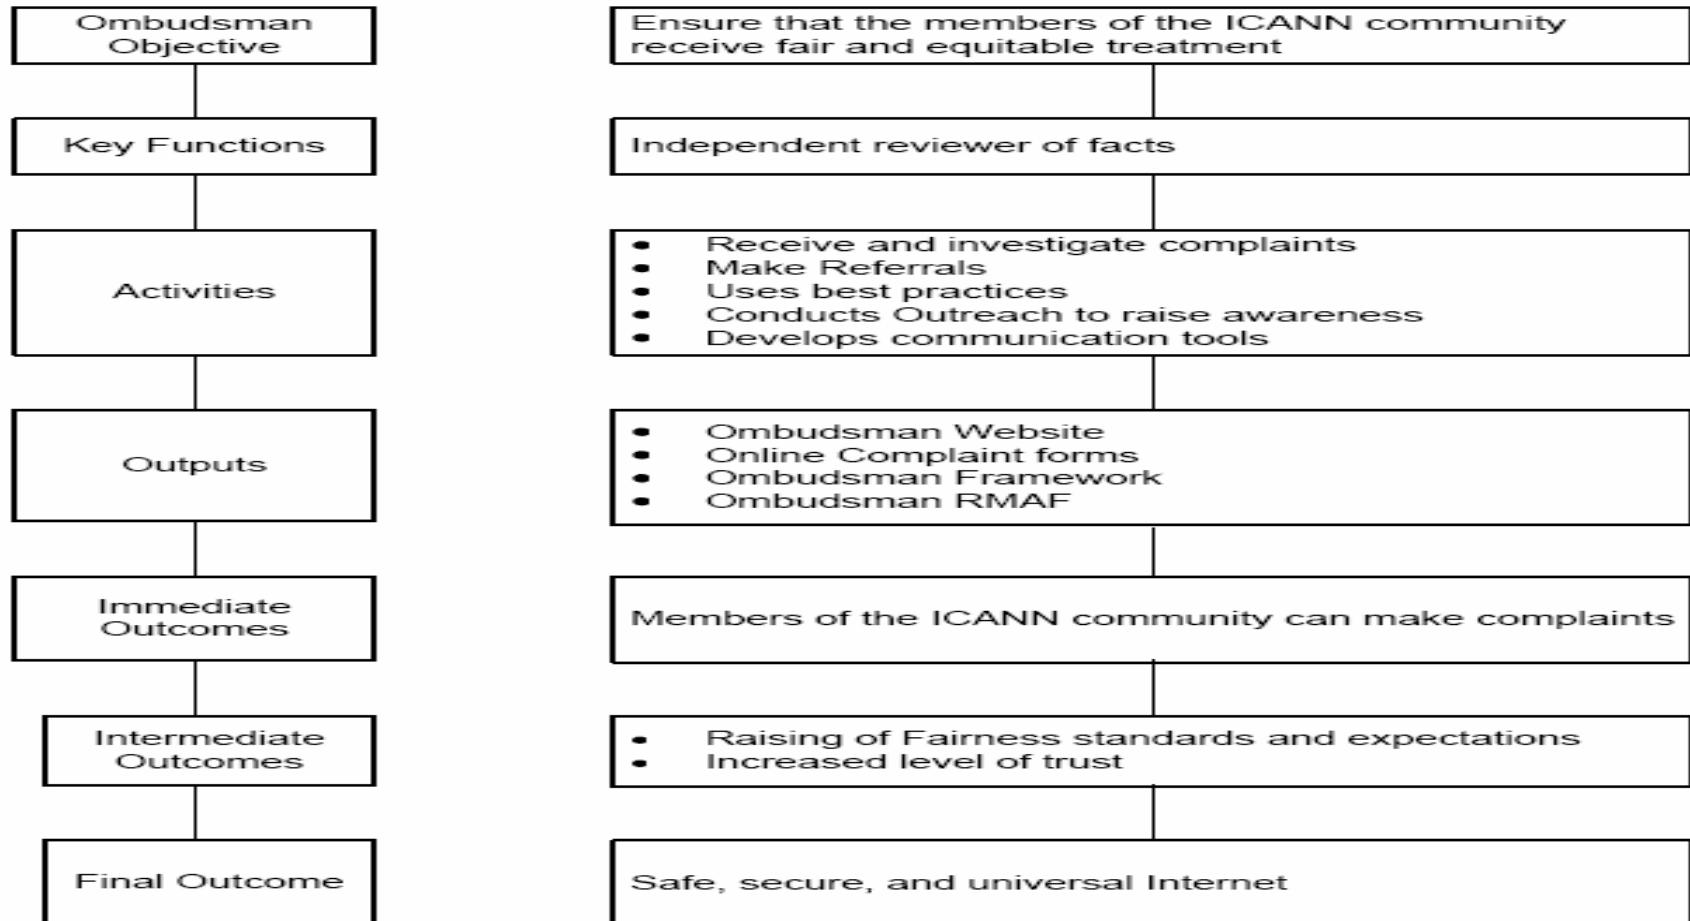 Ombudsman
Objective
Ensure that the members of the ICANN community
receive fair and equitable treatment
Key Functions
Independent reviewer of facts
Activities
• Receive and investigate complaints
• Make Referrals
• Uses best practices
• Conducts Outreach to raise awareness
• Develops communication tools
Outputs
• Ombudsman Website
• Online Complaint forms
• Ombudsman Framework
• Ombudsman RMAF
Immediate
Outcomes
Members of the ICANN community can make complaints
Intermediate
Outcomes
• Raising of Fairness standards and expectations
• Increased level of trust
Final Outcome
Safe, secure, and universal Internet